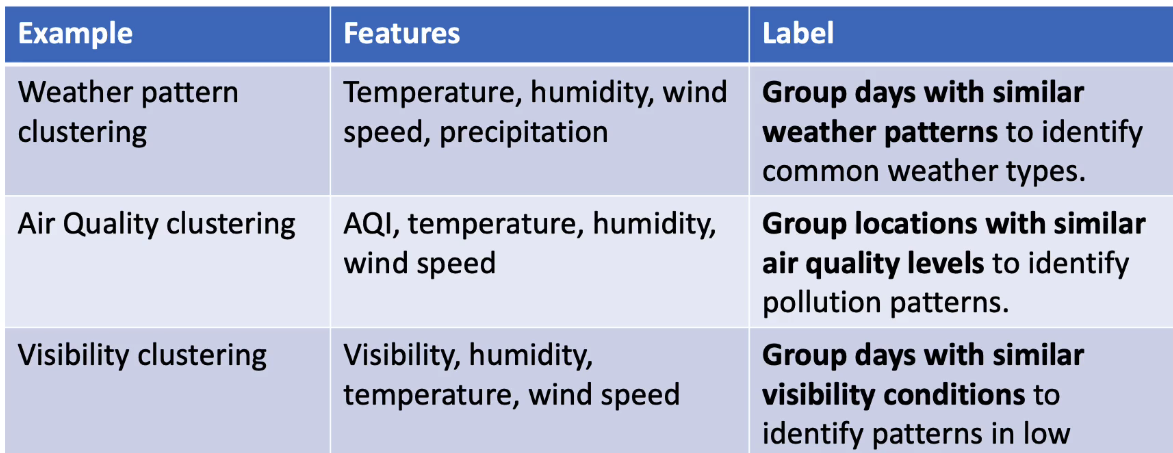 Example Features Label
Weather pattern Temperature, humidity, wind Group days with similar
clustering speed, precipitation weather patterns to identify
common weather types.
Air Quality clustering AQI, temperature, humidity, Group locations with similar
wind speed air quality levels to identify
pollution patterns.
Visibility clustering Visibility, humidity, Group days with similar
temperature, wind speed visibility conditions to
identify patterns in low